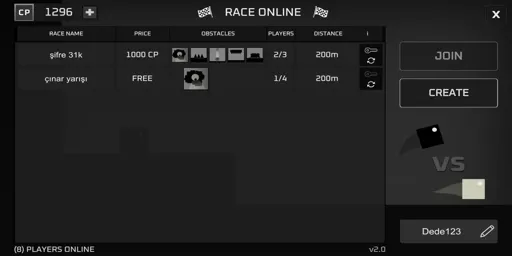 CP 1296 RACE ONLINE
RACE NAME PRICE OBSTACLES PLAYERS DISTANCE i
şifre 31k 1000 CP 2/3 200m
çınar yarışı FREE 1/4 200m
JOIN
CREATE
VS
Dede123
(8) PLAYERS ONLINE v2.0